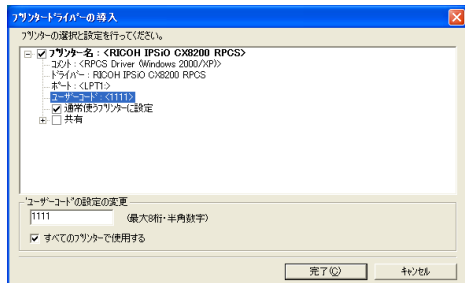 ﾌﾟﾘﾝﾀｰﾄﾞﾗｲﾊﾞｰの導入
ﾌﾟﾘﾝﾀｰの選択と設定を行ってください。
ﾌﾟﾘﾝﾀｰ名 : <RICOH IPSiO CX8200 RPCS>
ｺﾒﾝﾄ : <RPCS Driver (Windows 2000/XP)>
ﾄﾞﾗｲﾊﾞｰ : RICOH IPSiO CX8200 RPCS
ﾎﾟｰﾄ : <LPT1:>
ﾕｰｻﾞｰｺｰﾄﾞ : <1111>
通常使うﾌﾟﾘﾝﾀｰに設定
共有
"ﾕｰｻﾞｰｺｰﾄﾞ"の設定の変更
1111 (最大8桁･半角数字)
すべてのﾌﾟﾘﾝﾀｰで使用する
完了(O) ｷｬﾝｾﾙ